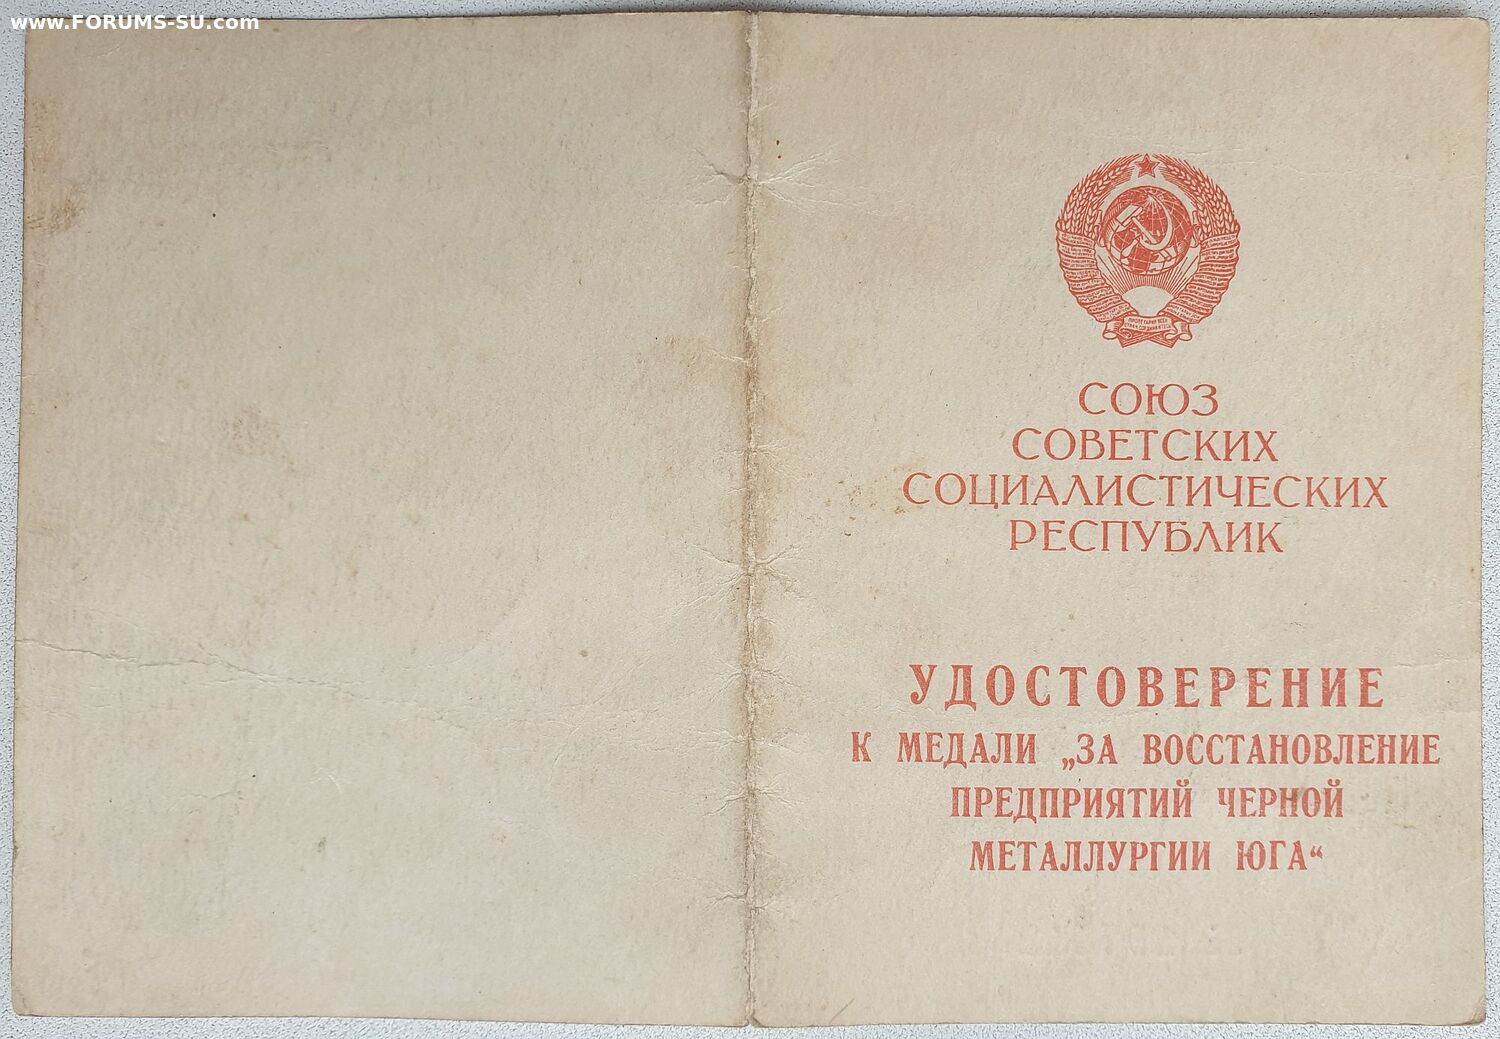 www.FORUMS-SU.com
СОЮЗ
СОВЕТСКИХ
СОЦИАЛИСТИЧЕСКИХ
РЕСПУБЛИК
УДОСТОВЕРЕНИЕ
К МЕДАЛИ „ЗА ВОССТАНОВЛЕНИЕ
ПРЕДПРИЯТИЙ ЧЕРНОЙ
МЕТАЛЛУРГИИ ЮГА“